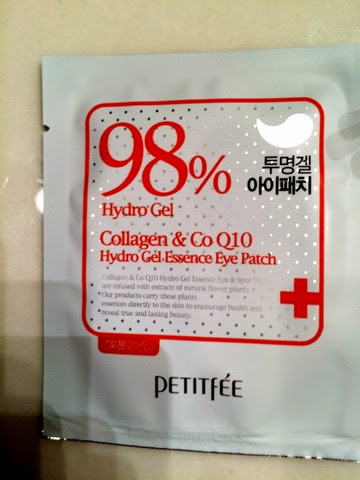 98%
투명겔
아이패치
Hydro Gel
Collagen & Co Q10
Hydro Gel Essence Eye Patch
Collagen & Co Q10 Hydro Gel Essence Eye & Spot
are infused with extracts of natural flower plants.
Our products carry these plants
essences directly to the skin to encourage health and
reveal true and lasting beauty.
PETITFÉE